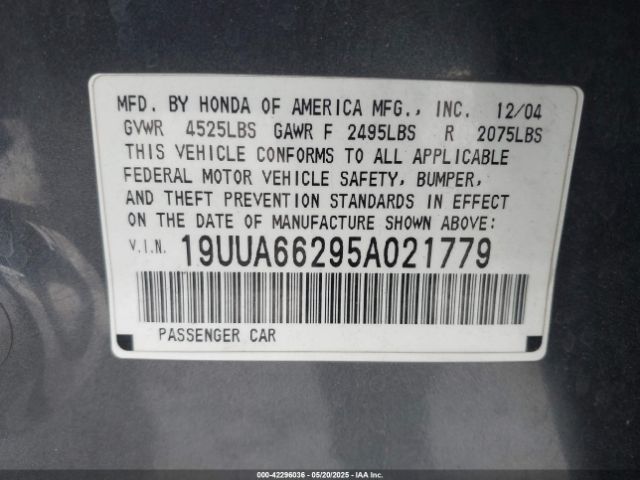 MFD. BY HONDA OF AMERICA MFG., INC. 12/04
GVWR 4525LBS GAWR F 2495LBS R 2075LBS
THIS VEHICLE CONFORMS TO ALL APPLICABLE
FEDERAL MOTOR VEHICLE SAFETY, BUMPER,
AND THEFT PREVENTION STANDARDS IN EFFECT
ON THE DATE OF MANUFACTURE SHOWN ABOVE:
V.I.N. 19UUA66295A021779
PASSENGER CAR
000-42296036 - 05/20/2025 - IAA Inc.